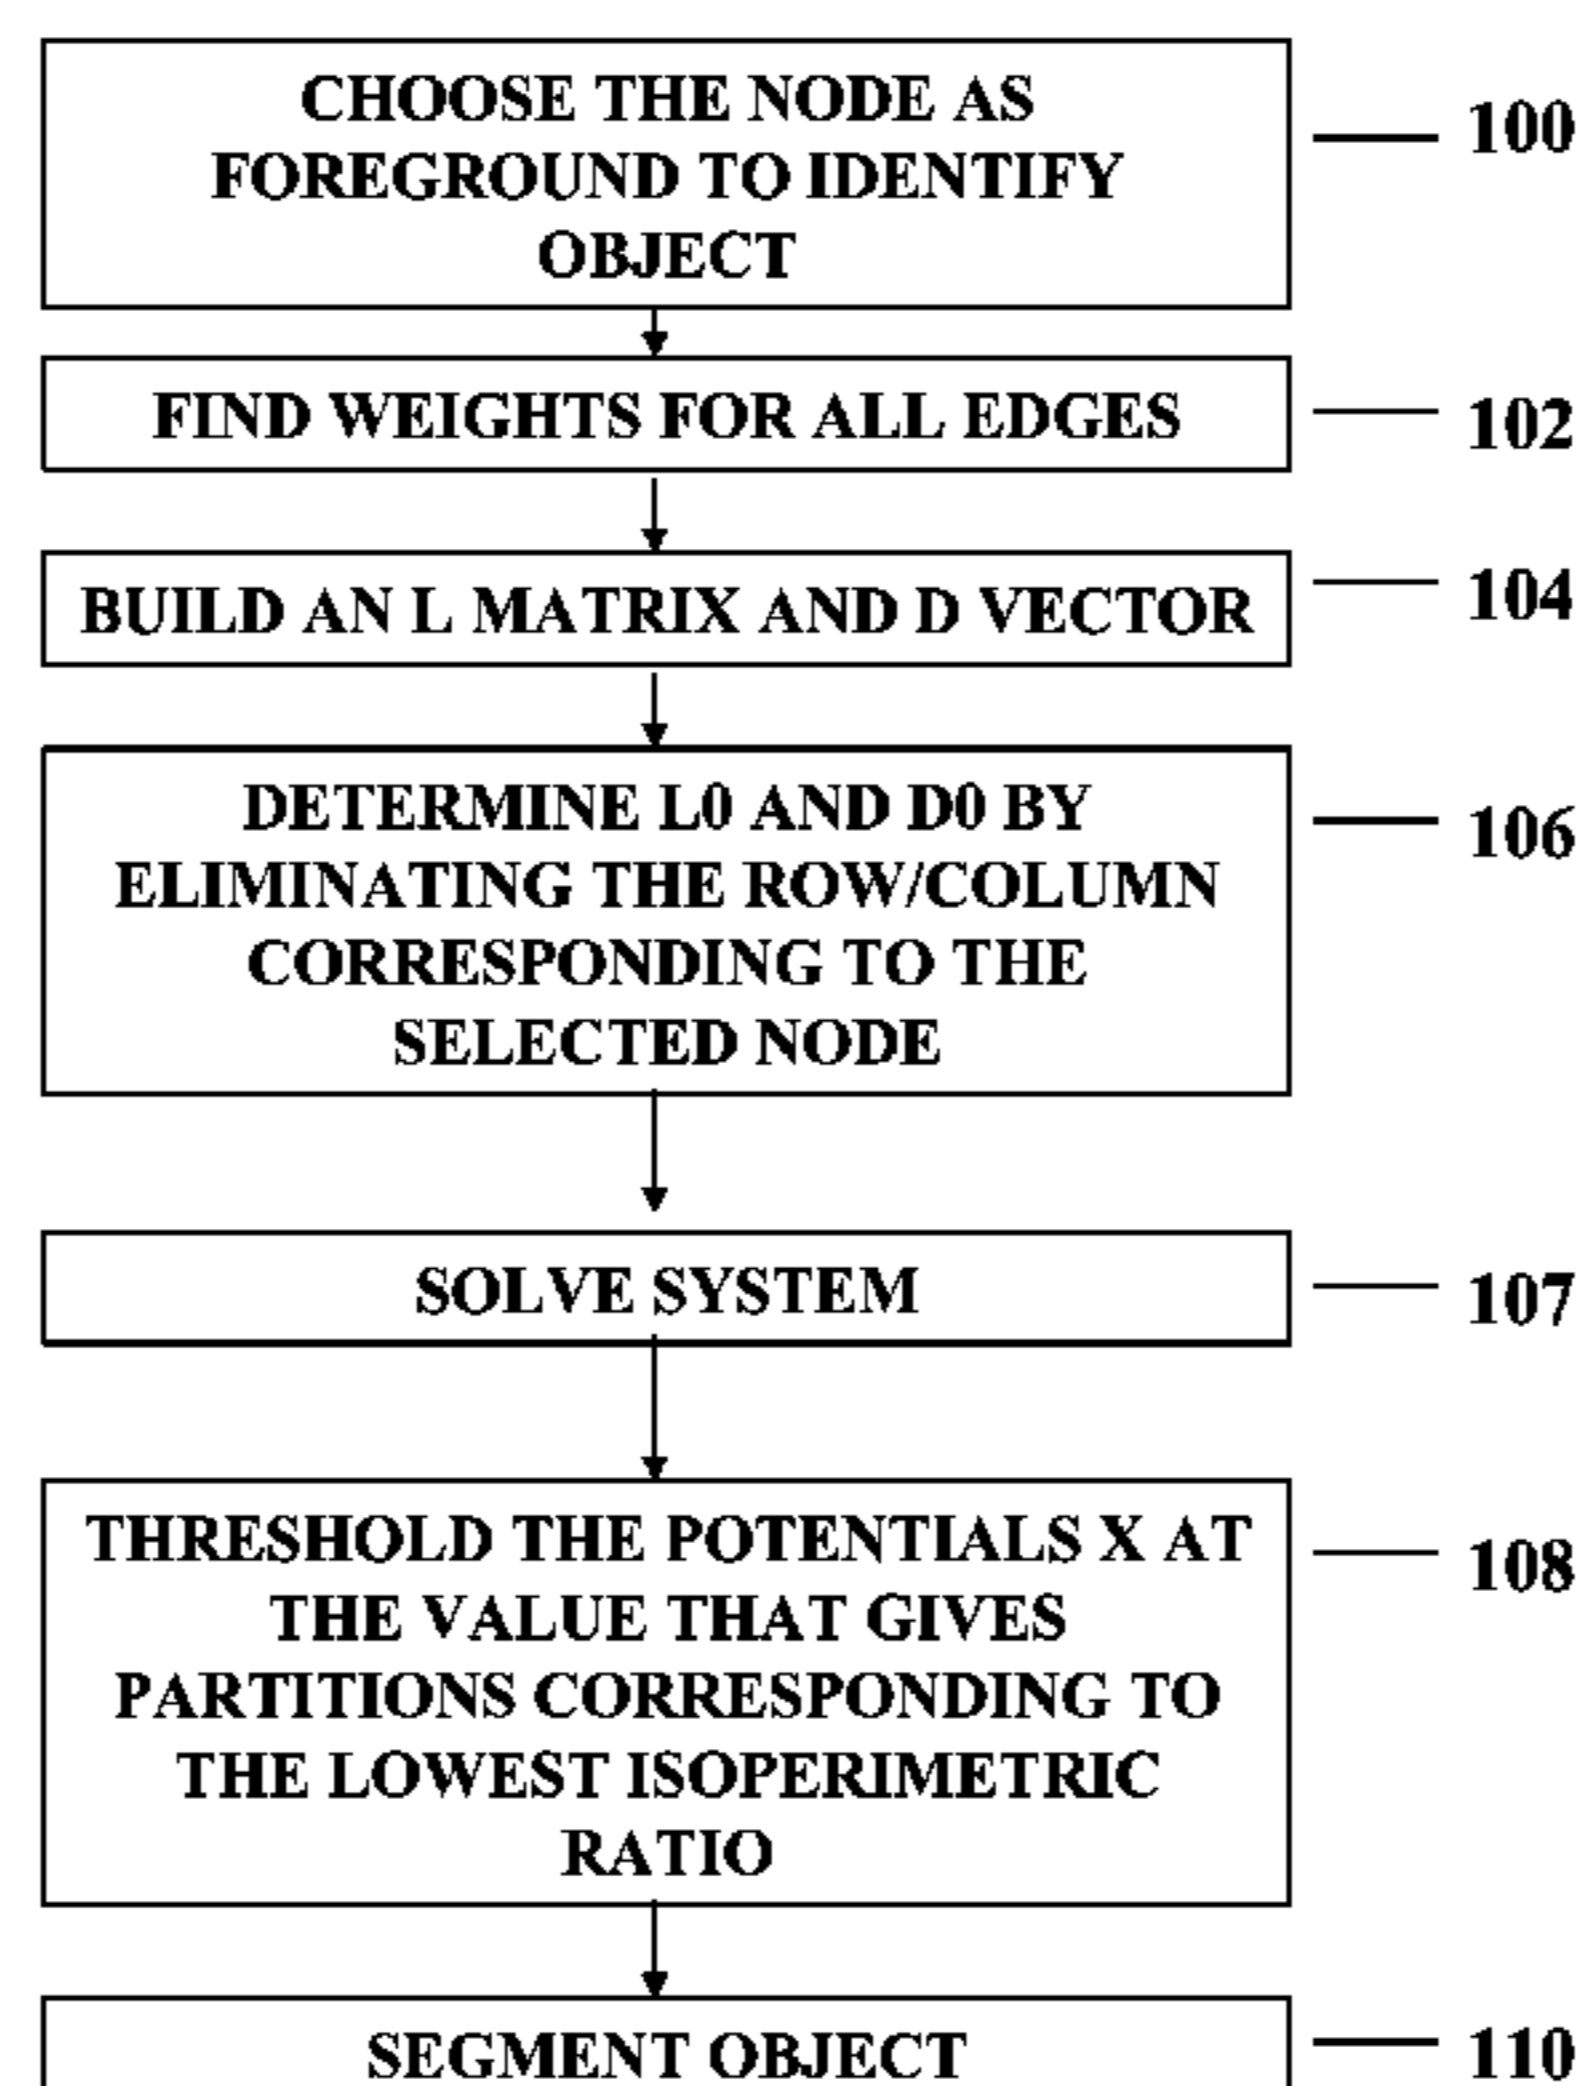 CHOOSE THE NODE AS
FOREGROUND TO IDENTIFY
OBJECT
100
FIND WEIGHTS FOR ALL EDGES
102
BUILD AN L MATRIX AND D VECTOR
104
DETERMINE L0 AND D0 BY
ELIMINATING THE ROW/COLUMN
CORRESPONDING TO THE
SELECTED NODE
106
SOLVE SYSTEM
107
THRESHOLD THE POTENTIALS X AT
THE VALUE THAT GIVES
PARTITIONS CORRESPONDING TO
THE LOWEST ISOPERIMETRIC
RATIO
108
SEGMENT OBJECT
110